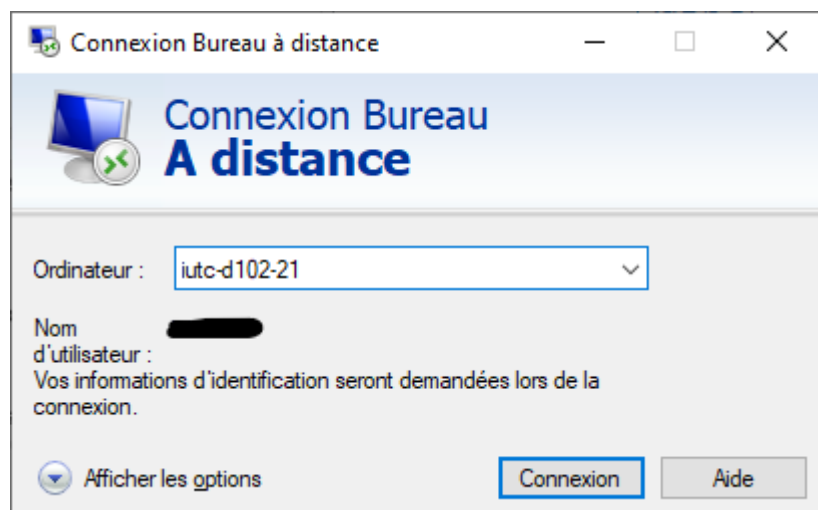 Connexion Bureau à distance
Connexion Bureau
A distance
Ordinateur : iutc-d102-21
Nom
d'utilisateur :
Vos informations d'identification seront demandées lors de la
connexion.
Afficher les options Connexion Aide